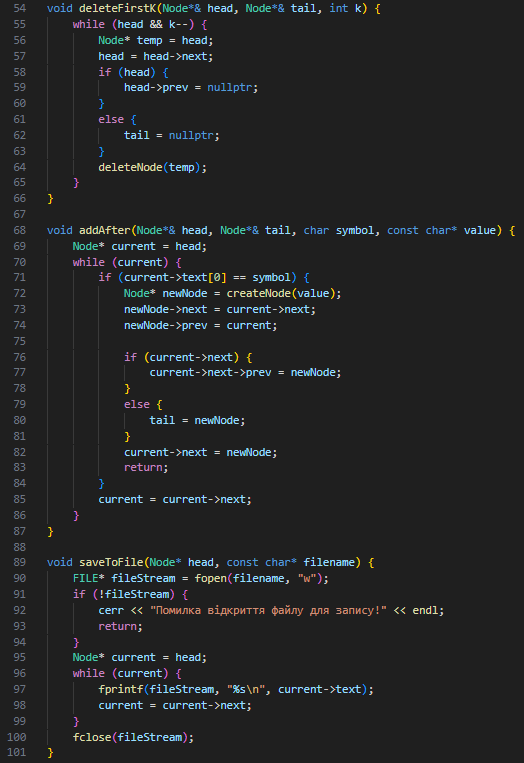 54 void deleteFirstK(Node*& head, Node*& tail, int k) {
55     while (head && k--) {
56         Node* temp = head;
57         head = head->next;
58         if (head) {
59             head->prev = nullptr;
60         }
61         else {
62             tail = nullptr;
63         }
64         deleteNode(temp);
65     }
66 }
67
68 void addAfter(Node*& head, Node*& tail, char symbol, const char* value) {
69     Node* current = head;
70     while (current) {
71         if (current->text[0] == symbol) {
72             Node* newNode = createNode(value);
73             newNode->next = current->next;
74             newNode->prev = current;
75
76             if (current->next) {
77                 current->next->prev = newNode;
78             }
79             else {
80                 tail = newNode;
81             }
82             current->next = newNode;
83             return;
84         }
85         current = current->next;
86     }
87 }
88
89 void saveToFile(Node* head, const char* filename) {
90     FILE* fileStream = fopen(filename, "w");
91     if (!fileStream) {
92         cerr << "Помилка відкриття файлу для запису!" << endl;
93         return;
94     }
95     Node* current = head;
96     while (current) {
97         fprintf(fileStream, "%s\n", current->text);
98         current = current->next;
99     }
100     fclose(fileStream);
101 }